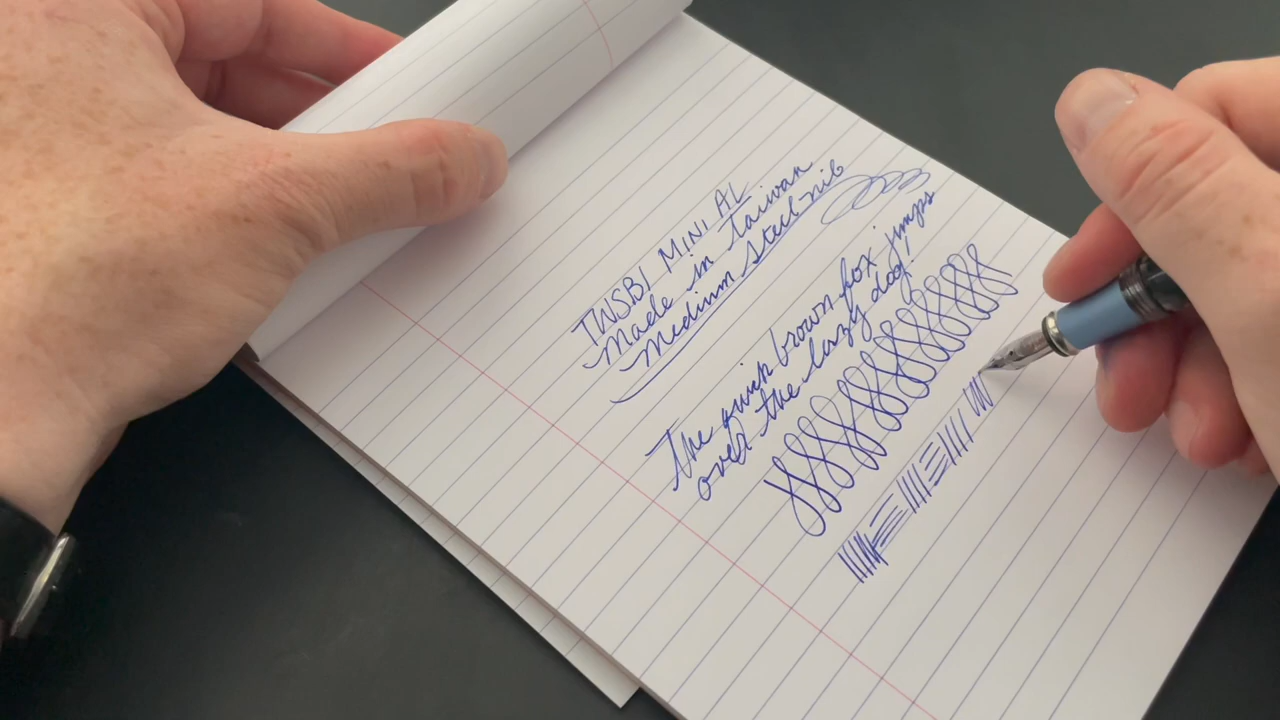 TWSBI MINI AL
Made in Taiwan
Medium Steel nib
The quick brown fox jumps
over the lazy dog!